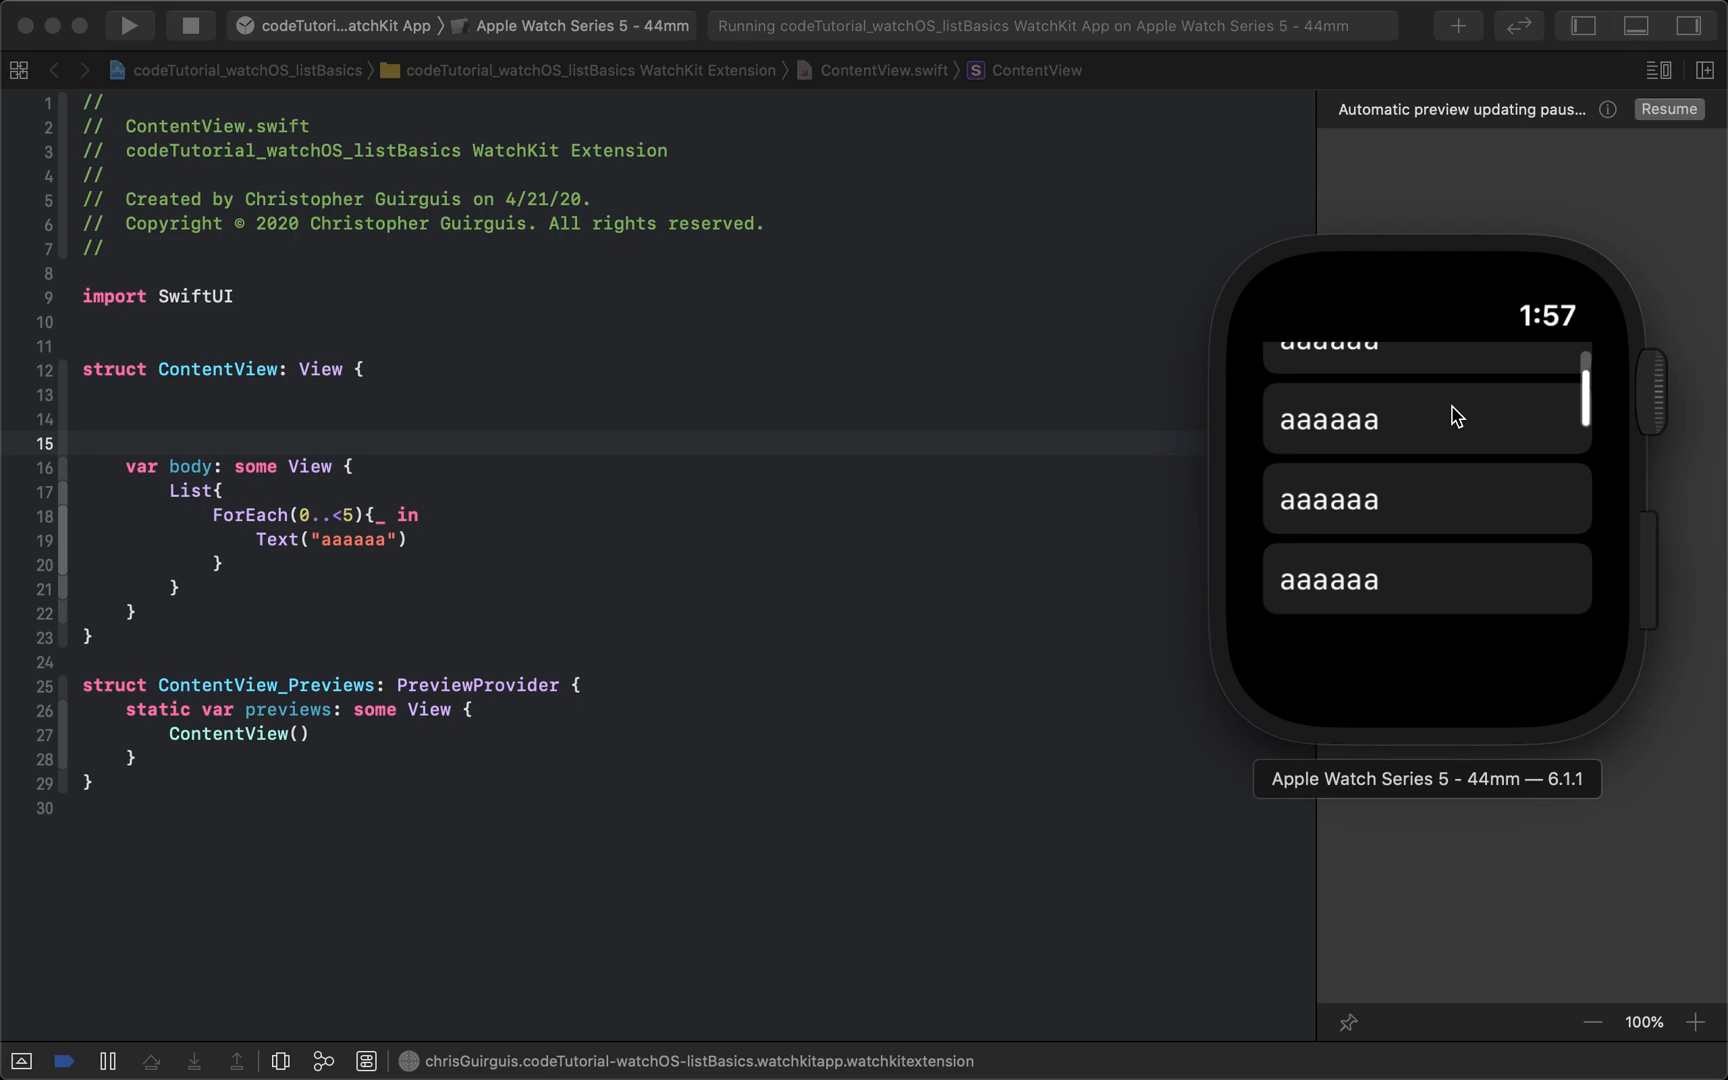 codeTutori...atchKit App 〉 Apple Watch Series 5 - 44mm
Running codeTutorial_watchOS_listBasics WatchKit App on Apple Watch Series 5 - 44mm
codeTutorial_watchOS_listBasics 〉 codeTutorial_watchOS_listBasics WatchKit Extension 〉 ContentView.swift 〉 S ContentView
Automatic preview updating paus... Resume
1 //
2 //  ContentView.swift
3 //  codeTutorial_watchOS_listBasics WatchKit Extension
4 //
5 //  Created by Christopher Guirguis on 4/21/20.
6 //  Copyright © 2020 Christopher Guirguis. All rights reserved.
7 //
8
9 import SwiftUI
10
11
12 struct ContentView: View {
13
14
15
16     var body: some View {
17         List{
18             ForEach(0..<5){_ in
19                 Text("aaaaaa")
20             }
21         }
22     }
23 }
24
25 struct ContentView_Previews: PreviewProvider {
26     static var previews: some View {
27         ContentView()
28     }
29 }
30
1:57
aaaaaa
aaaaaa
aaaaaa
aaaaaa
Apple Watch Series 5 - 44mm — 6.1.1
100%
chrisGuirguis.codeTutorial-watchOS-listBasics.watchkitapp.watchkitextension